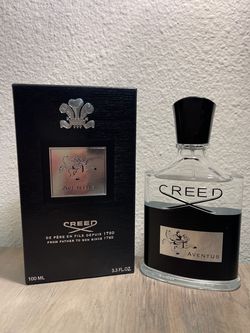 AVENTUS
CREED
DE PÈRE EN FILS DEPUIS 1760
FROM FATHER TO SON SINCE 1760
100 ML
3.3 FL.OZ
CREED
AVENTUS